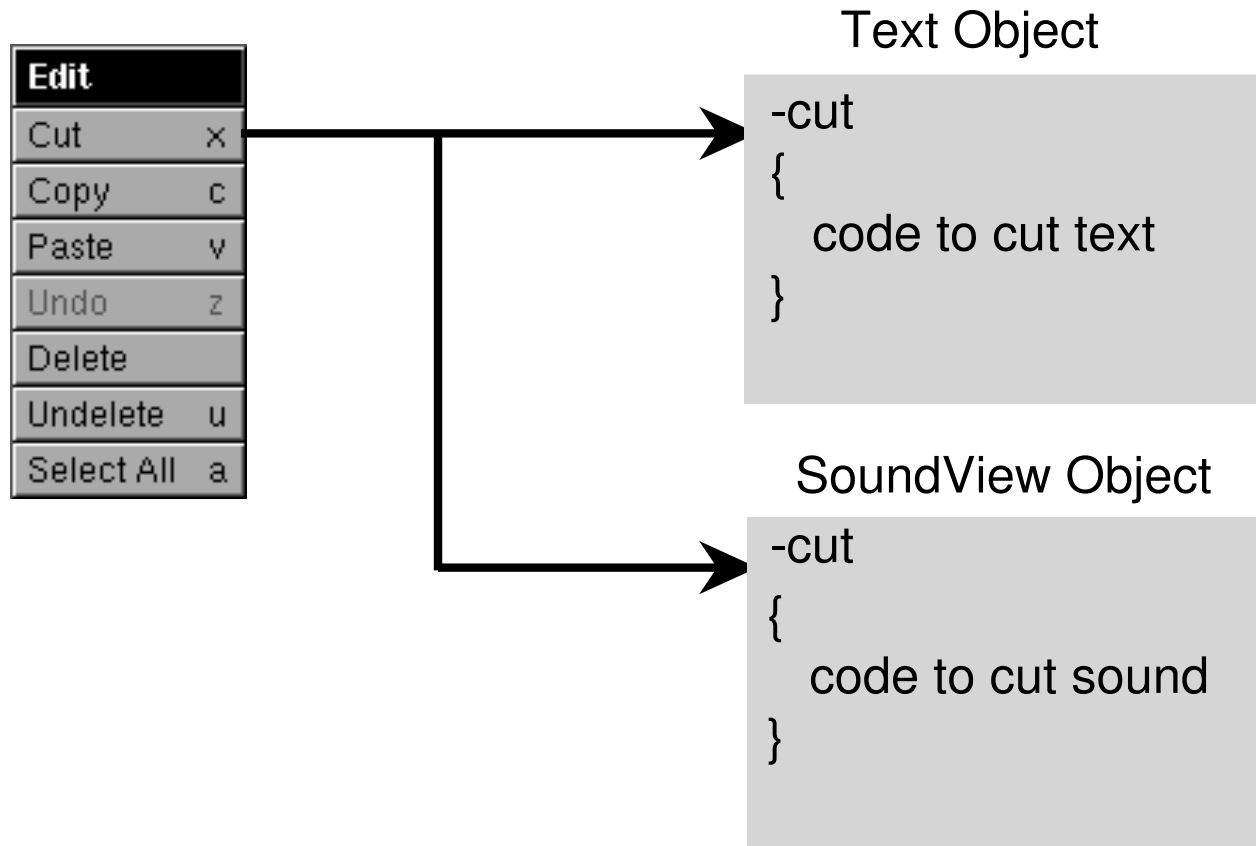 Edit
Cut x
Copy c
Paste v
Undo z
Delete
Undelete u
Select All a
Text Object
-cut
{
code to cut text
}
SoundView Object
-cut
{
code to cut sound
}